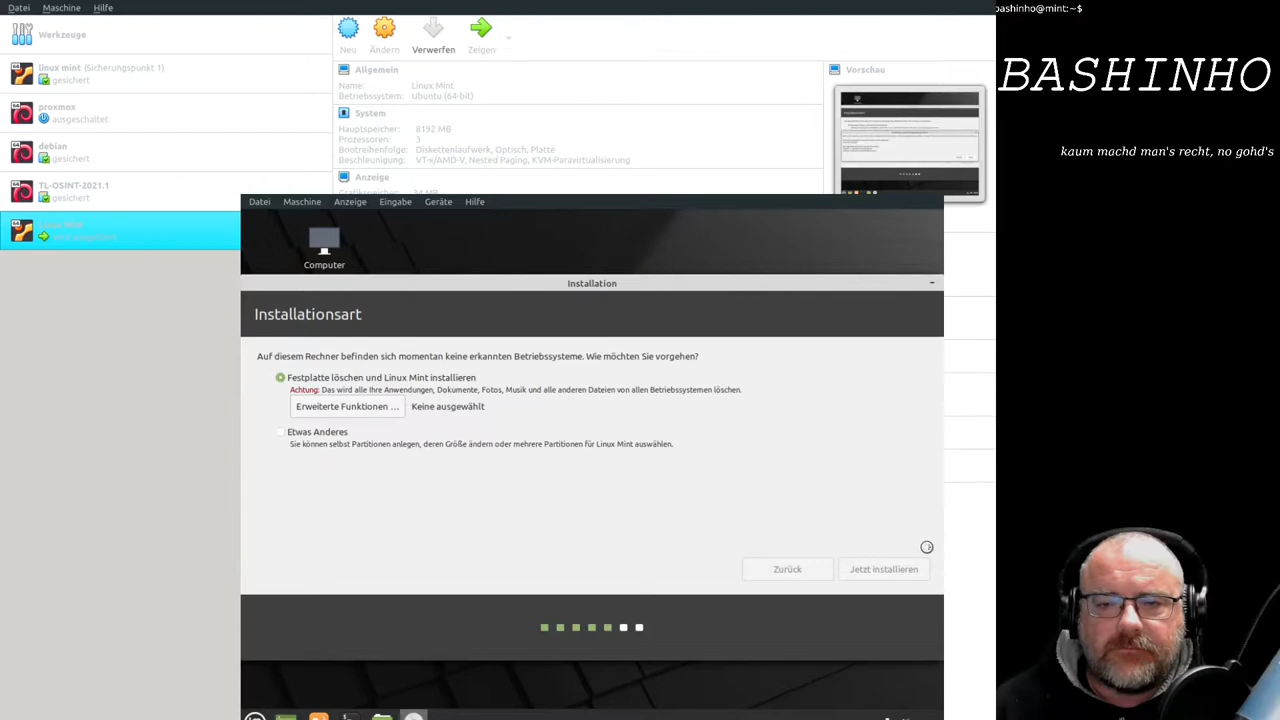 Datei Maschine Hilfe
bashinho@mint:~$
Werkzeuge
Neu Ändern Verwerfen Zeigen
BASHINHO
kaum machd man's recht, no gohd's
linux mint (Sicherungspunkt 1)
gesichert
proxmox
ausgeschaltet
debian
gesichert
TL-OSINT-2021.1
gesichert
Allgemein
Name: Linux Mint
Betriebssystem: Ubuntu (64-bit)
System
Hauptspeicher: 8192 MB
Prozessoren: 3
Bootreihenfolge: Diskettenlaufwerk, Optisch, Platte
Beschleunigung: VT-x/AMD-V, Nested Paging, KVM-Paravirtualisierung
Anzeige
Vorschau
Datei Maschine Anzeige Eingabe Geräte Hilfe
Computer
Installation
Installationsart
Auf diesem Rechner befinden sich momentan keine erkannten Betriebssysteme. Wie möchten Sie vorgehen?
Festplatte löschen und Linux Mint installieren
Achtung: Das wird alle Ihre Anwendungen, Dokumente, Fotos, Musik und alle anderen Dateien von allen Betriebssystemen löschen.
Erweiterte Funktionen ... Keine ausgewählt
Etwas Anderes
Sie können selbst Partitionen anlegen, deren Größe ändern oder mehrere Partitionen für Linux Mint auswählen.
Zurück Jetzt installieren